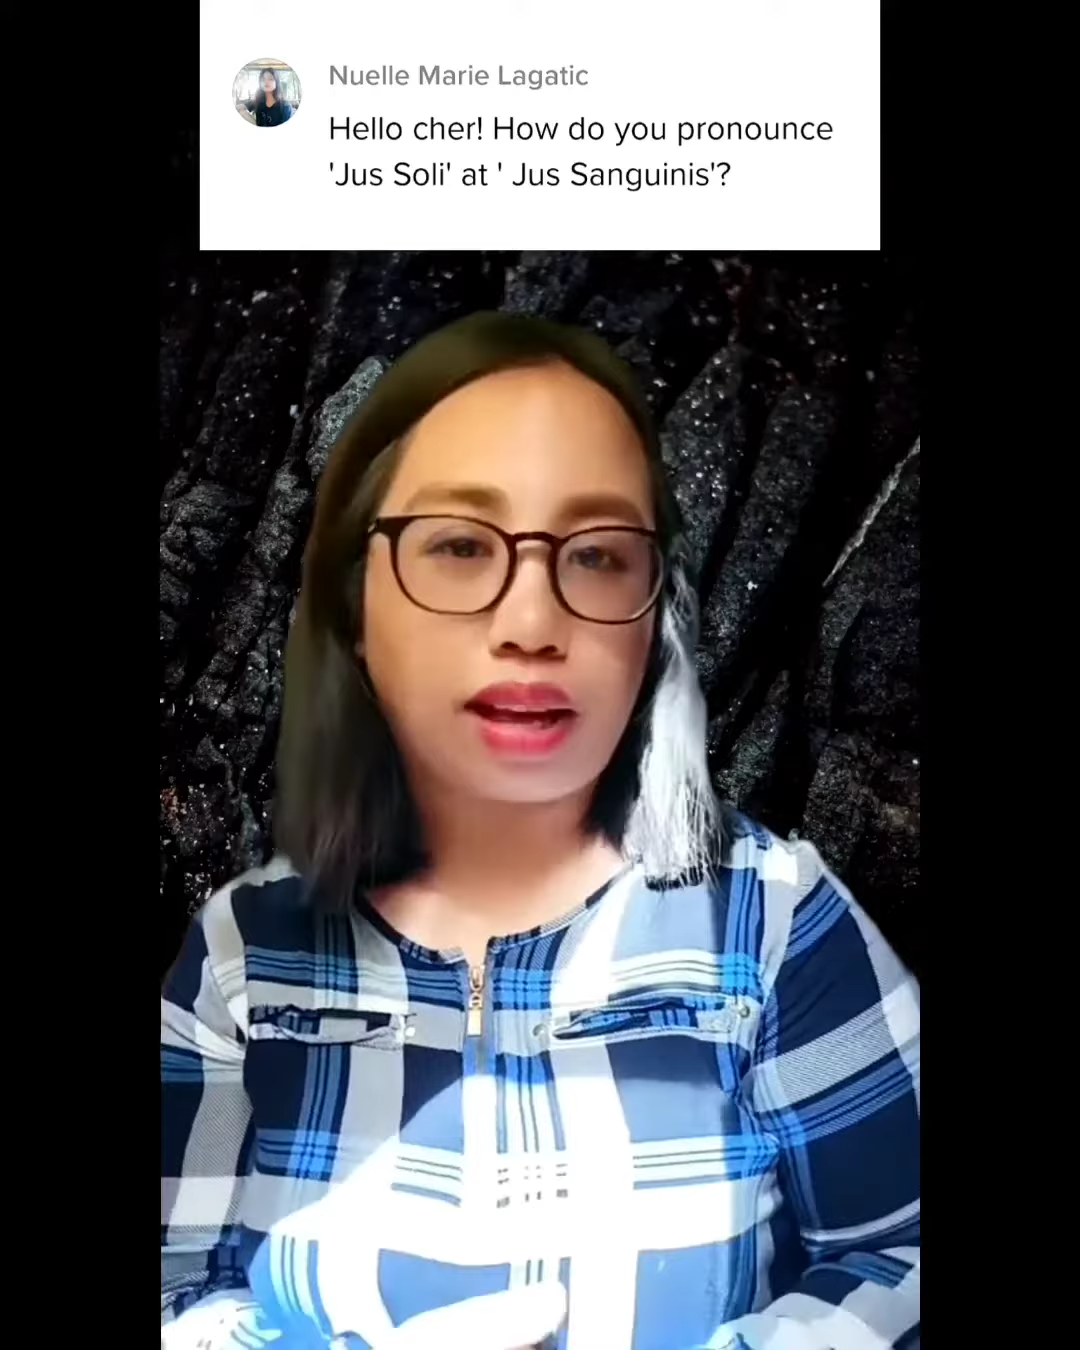 Nuelle Marie Lagatic
Hello cher! How do you pronounce
'Jus Soli' at ' Jus Sanguinis'?